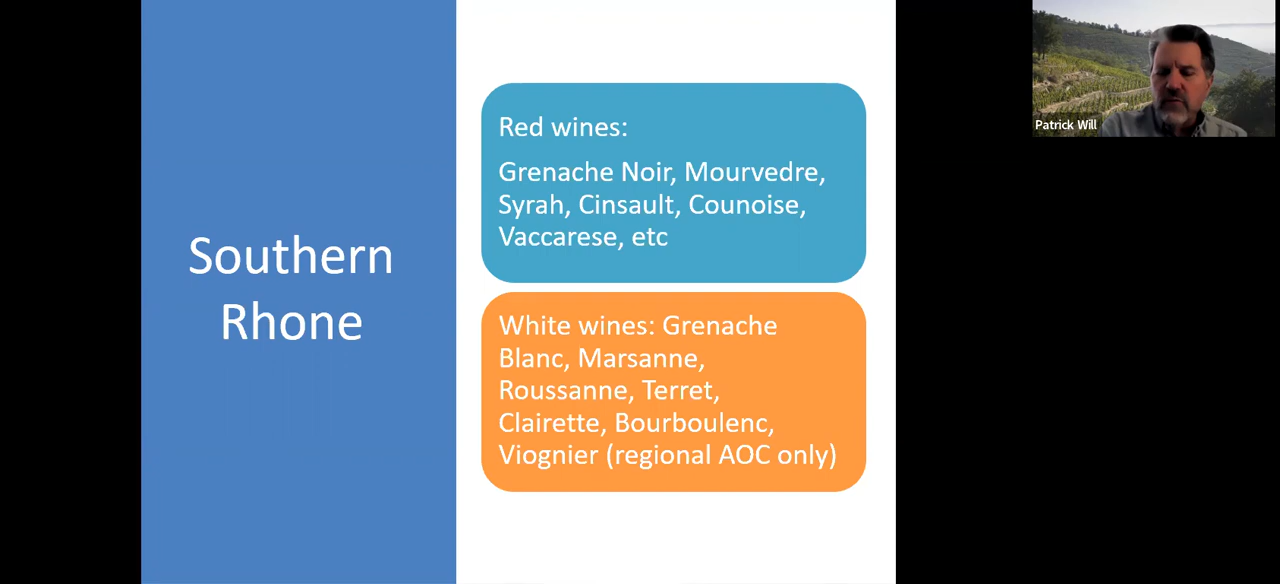 Southern
Rhone
Red wines:
Grenache Noir, Mourvedre,
Syrah, Cinsault, Counoise,
Vaccarese, etc
White wines: Grenache
Blanc, Marsanne,
Roussanne, Terret,
Clairette, Bourboulenc,
Viognier (regional AOC only)
Patrick Will